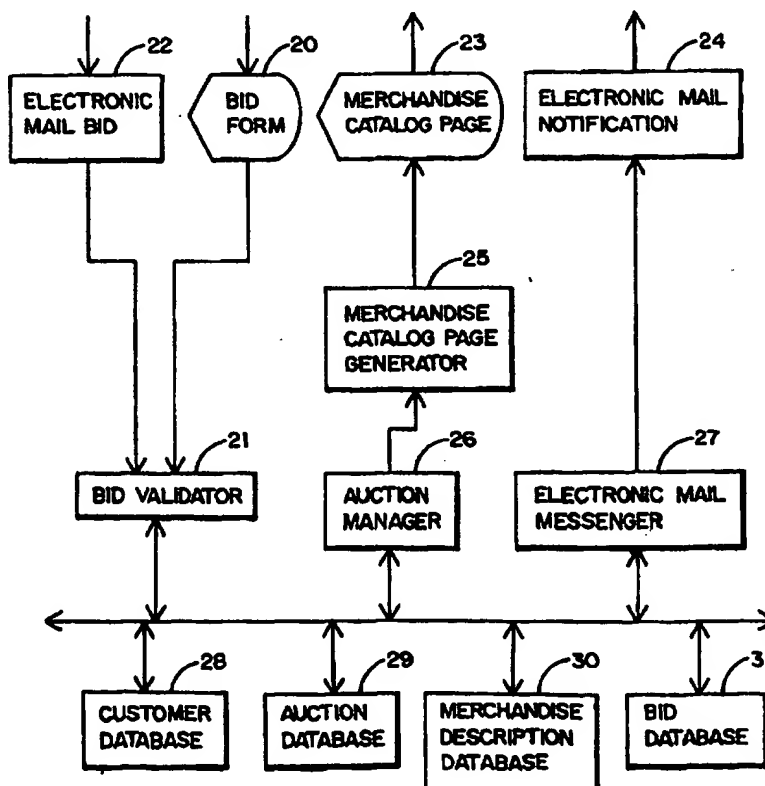 22
20
23
24
ELECTRONIC
MAIL BID
BID
FORM
MERCHANDISE
CATALOG PAGE
ELECTRONIC MAIL
NOTIFICATION
25
MERCHANDISE
CATALOG PAGE
GENERATOR
21
26
27
BID VALIDATOR
AUCTION
MANAGER
ELECTRONIC MAIL
MESSENGER
28
29
30
3
CUSTOMER
DATABASE
AUCTION
DATABASE
MERCHANDISE
DESCRIPTION
DATABASE
BID
DATABASE